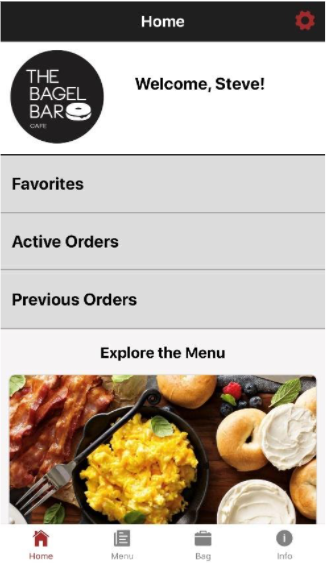 Home
THE
BAGEL
BAR
CAFE
Welcome, Steve!
Favorites
Active Orders
Previous Orders
Explore the Menu
Home Menu Bag Info